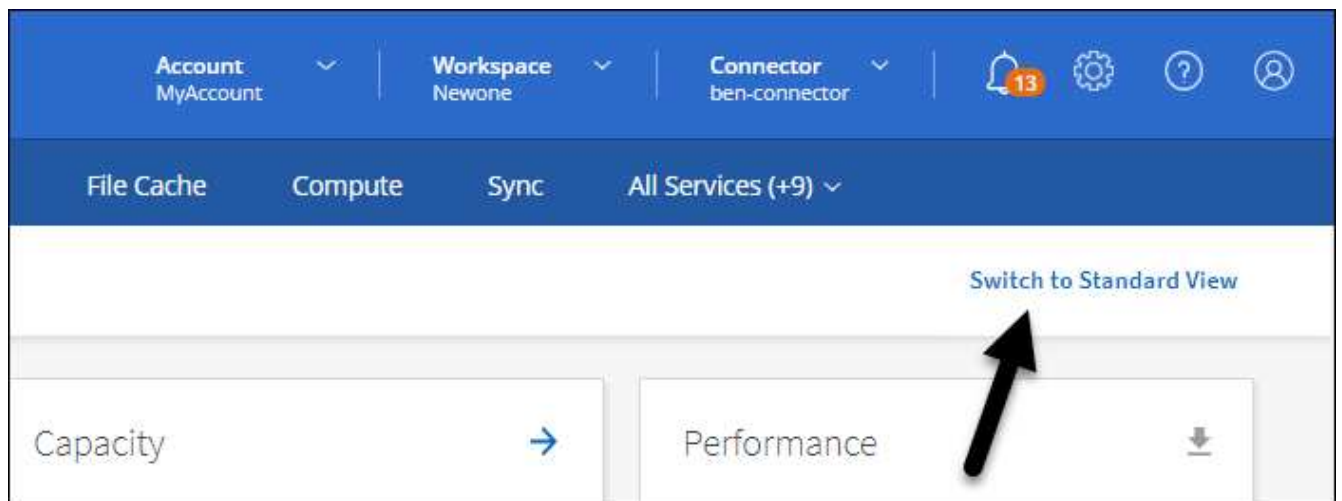 Account Workspace Connector
MyAccount Newone ben-connector
13
?
File Cache Compute Sync All Services (+9)
Switch to Standard View
Capacity Performance